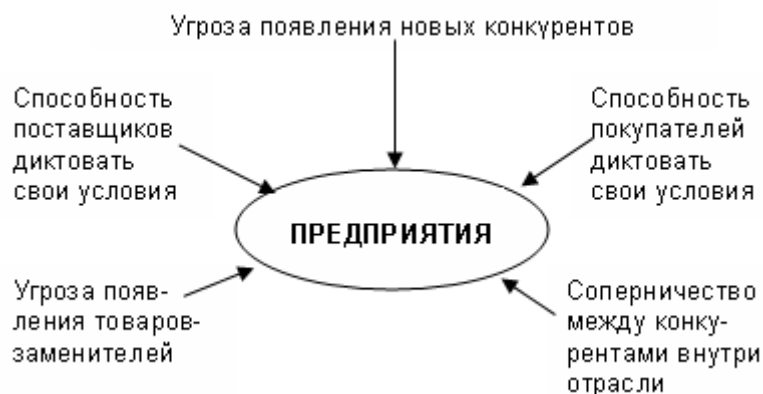 Угроза появления новых конкурентов
Способность
поставщиков
диктовать
свои условия
Способность
покупателей
диктовать
свои условия
ПРЕДПРИЯТИЯ
Угроза появ-
ления товаров-
заменителей
Соперничество
между конку-
рентами внутри
отрасли